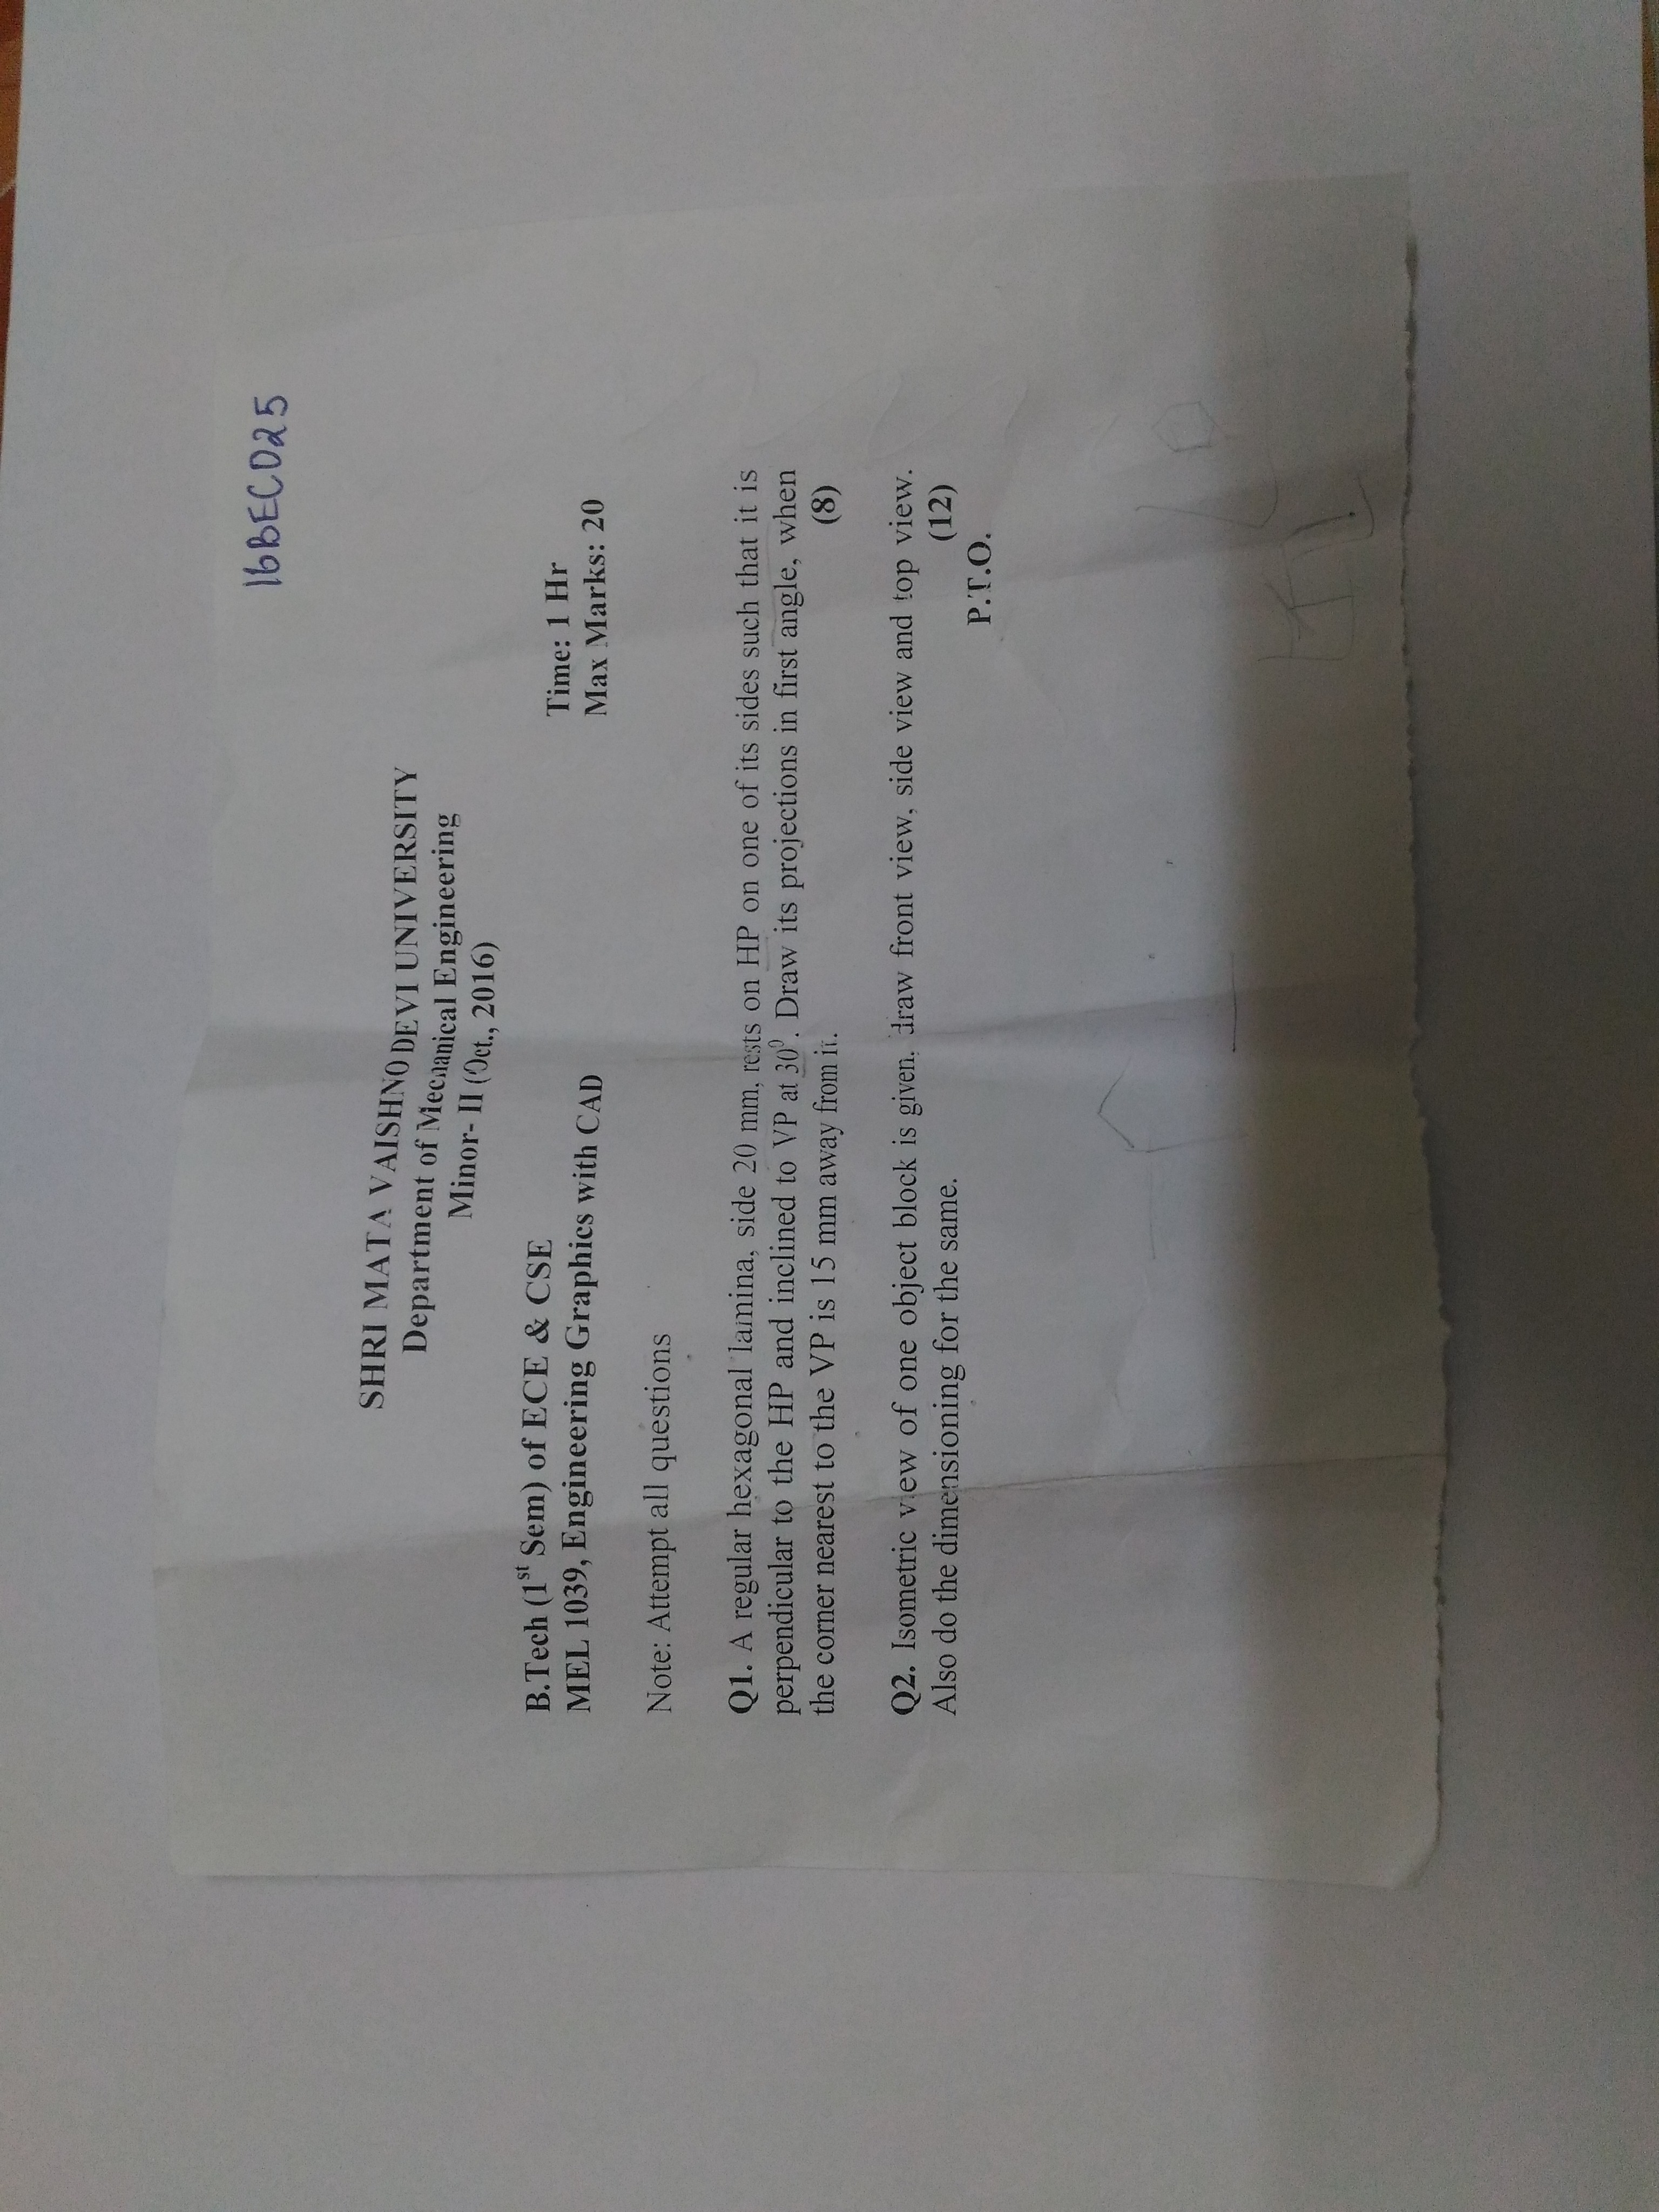 16BECD25
SHRI MATA VAISHNO DEVI UNIVERSITY
Department of Mechanical Engineering
Minor- II (Oct., 2016)
B.Tech (1st Sem) of ECE & CSE Time: 1 Hr
MEL 1039, Engineering Graphics with CAD Max Marks: 20
Note: Attempt all questions
Q1. A regular hexagonal lamina, side 20 mm, rests on HP on one of its sides such that it is
perpendicular to the HP and inclined to VP at 30⁰. Draw its projections in first angle, when
the corner nearest to the VP is 15 mm away from it. (8)
Q2. Isometric view of one object block is given, draw front view, side view and top view.
Also do the dimensioning for the same. (12)
P.T.O.